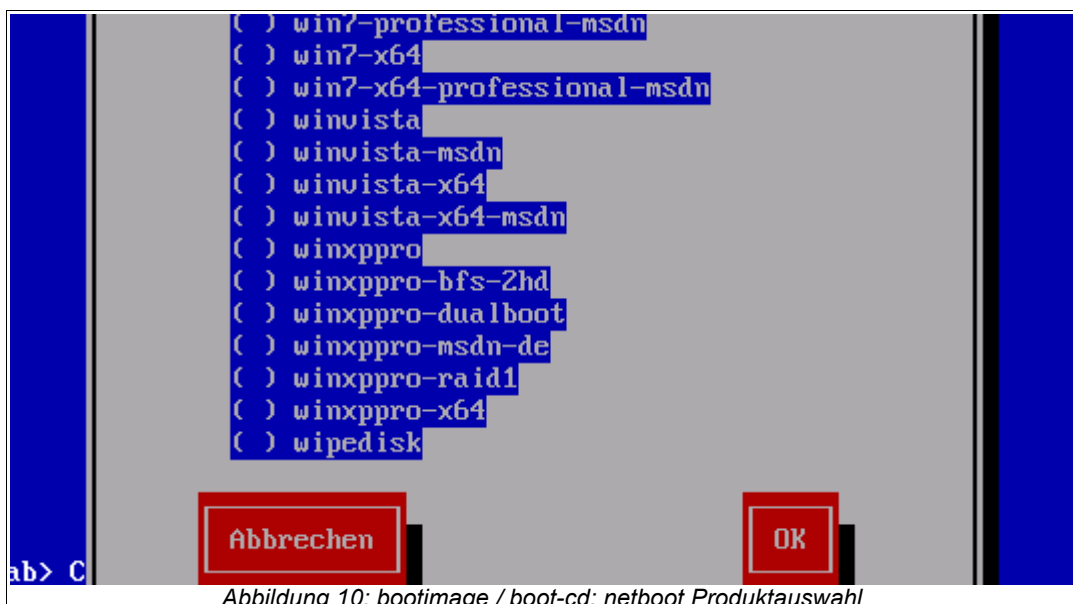 ( ) win7-professional-msdn
( ) win7-x64
( ) win7-x64-professional-msdn
( ) winvista
( ) winvista-msdn
( ) winvista-x64
( ) winvista-x64-msdn
( ) winxppro
( ) winxppro-bfs-2hd
( ) winxppro-dualboot
( ) winxppro-msdn-de
( ) winxppro-raid1
( ) winxppro-x64
( ) wipedisk
Abbrechen OK
ab> C
Abbildung 10: bootimage / boot-cd: netboot Produktauswahl